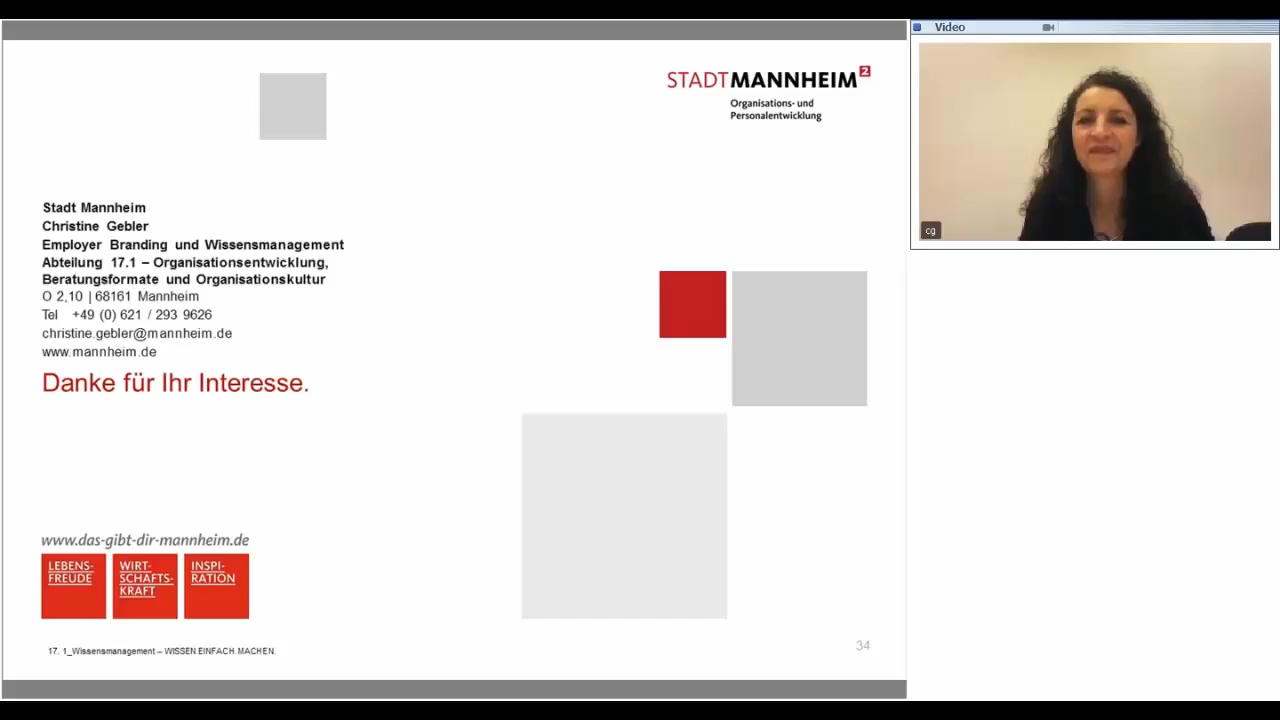 Video
STADTMANNHEIM²
Organisations- und
Personalentwicklung
Stadt Mannheim
Christine Gebler
Employer Branding und Wissensmanagement
Abteilung 17.1 – Organisationsentwicklung,
Beratungsformate und Organisationskultur
O 2,10 | 68161 Mannheim
Tel +49 (0) 621 / 293 9626
christine.gebler@mannheim.de
www.mannheim.de
Danke für Ihr Interesse.
cg
www.das-gibt-dir-mannheim.de
LEBENS-
FREUDE
WIRT-
SCHAFTS-
KRAFT
INSPI-
RATION
17. 1_Wissensmanagement – WISSEN.EINFACH.MACHEN.
34